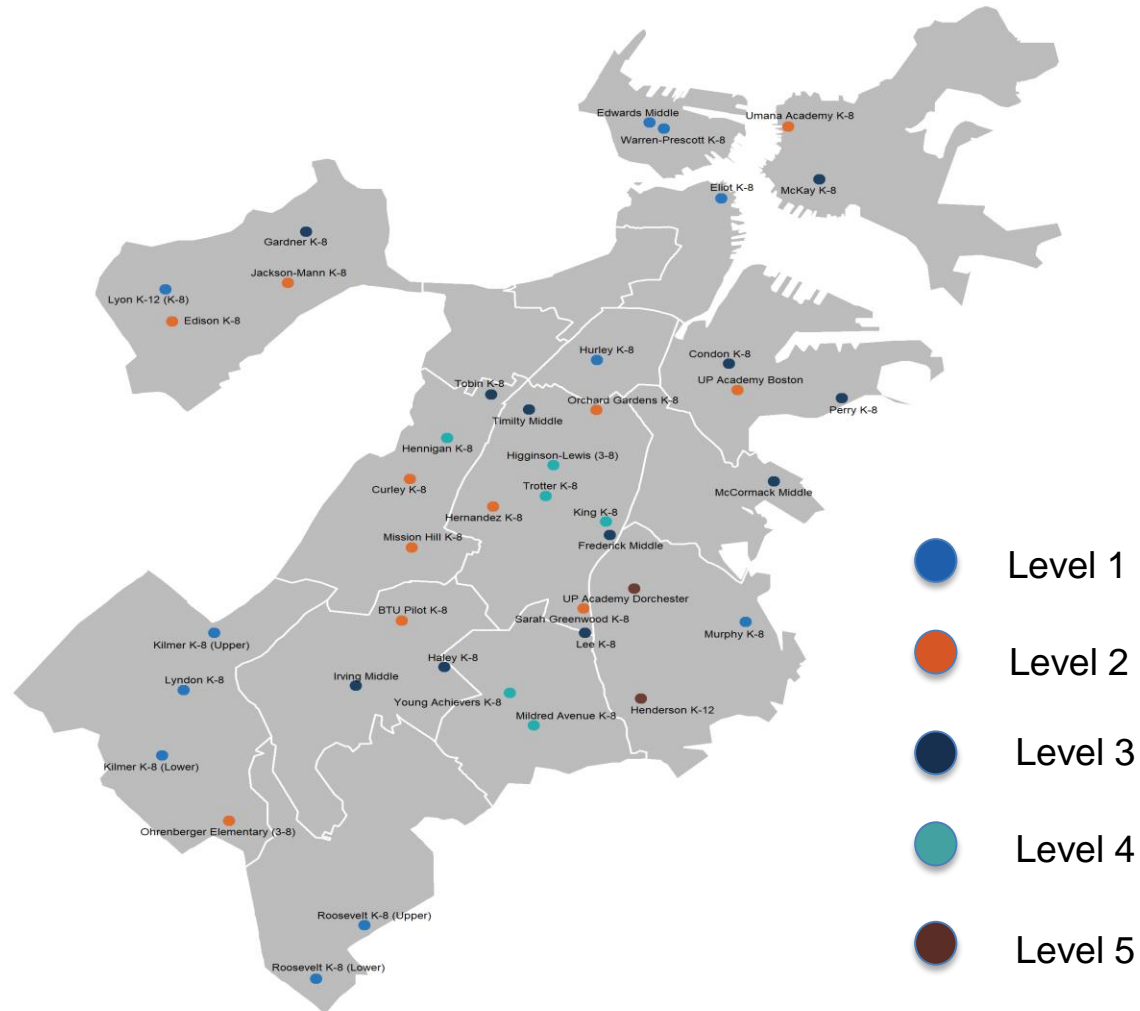 Edwards Middle
Warren-Prescott K-8
Umana Academy K-8
McKay K-8
Eliot K-8
Gardner K-8
Jackson-Mann K-8
Lyon K-12 (K-8)
Edison K-8
Hurley K-8
Condon K-8
UP Academy Boston
Perry K-8
Tobin K-8
Orchard Gardens K-8
Timilty Middle
Hennigan K-8
Higginson-Lewis (3-8)
Curley K-8
Trotter K-8
McCormack Middle
Hernandez K-8
King K-8
Mission Hill K-8
Frederick Middle
Level 1
UP Academy Dorchester
BTU Pilot K-8
Sarah Greenwood K-8
Murphy K-8
Kilmer K-8 (Upper)
Lee K-8
Haley K-8
Level 2
Irving Middle
Lyndon K-8
Young Achievers K-8
Henderson K-12
Mildred Avenue K-8
Level 3
Kilmer K-8 (Lower)
Ohrenberger Elementary (3-8)
Level 4
Roosevelt K-8 (Upper)
Level 5
Roosevelt K-8 (Lower)